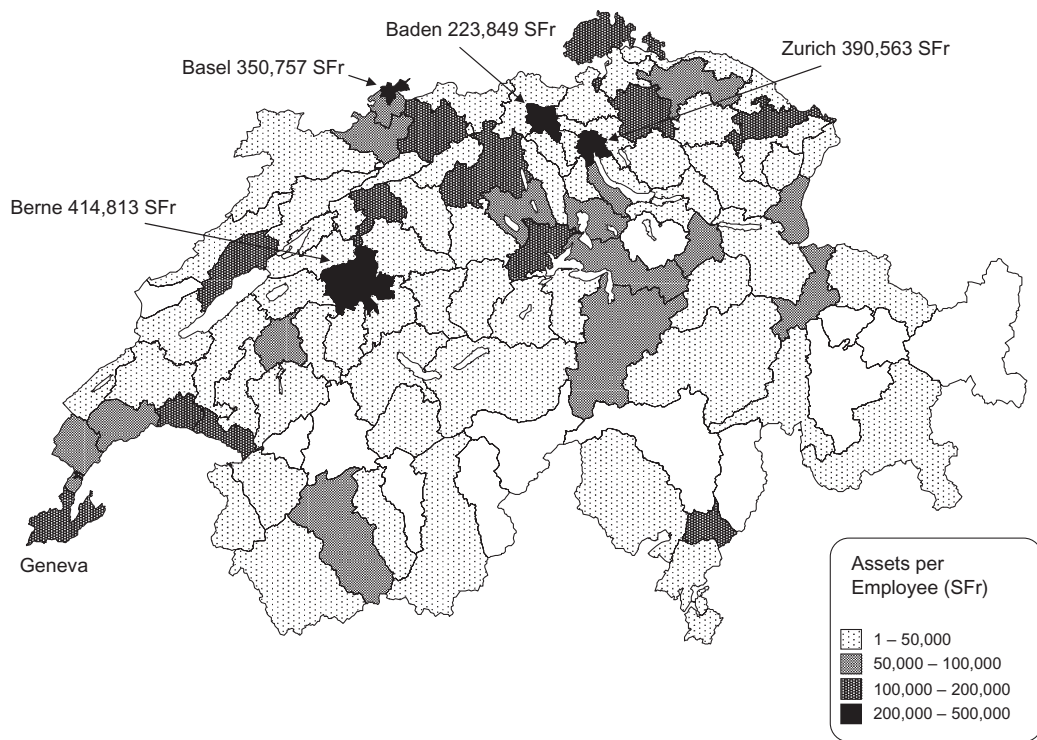 Baden 223,849 SFr
Zurich 390,563 SFr
Basel 350,757 SFr
Berne 414,813 SFr
Geneva
Assets per
Employee (SFr)
1 – 50,000
50,000 – 100,000
100,000 – 200,000
200,000 – 500,000